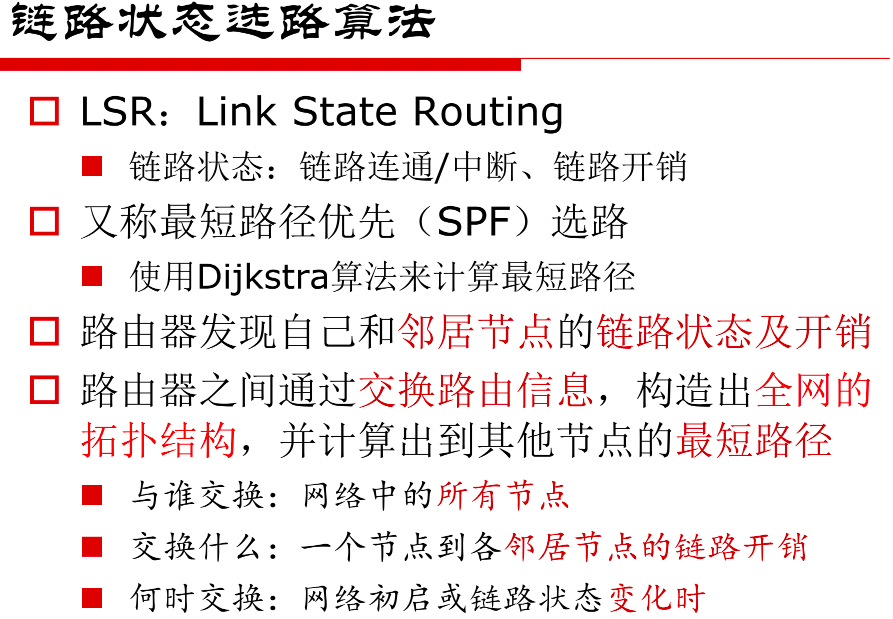 链路状态选路算法
LSR：Link State Routing
链路状态：链路连通/中断、链路开销
又称最短路径优先（SPF）选路
使用Dijkstra算法来计算最短路径
路由器发现自己和邻居节点的链路状态及开销
路由器之间通过交换路由信息，构造出全网的
拓扑结构，并计算出到其他节点的最短路径
与谁交换：网络中的所有节点
交换什么：一个节点到各邻居节点的链路开销
何时交换：网络初启或链路状态变化时